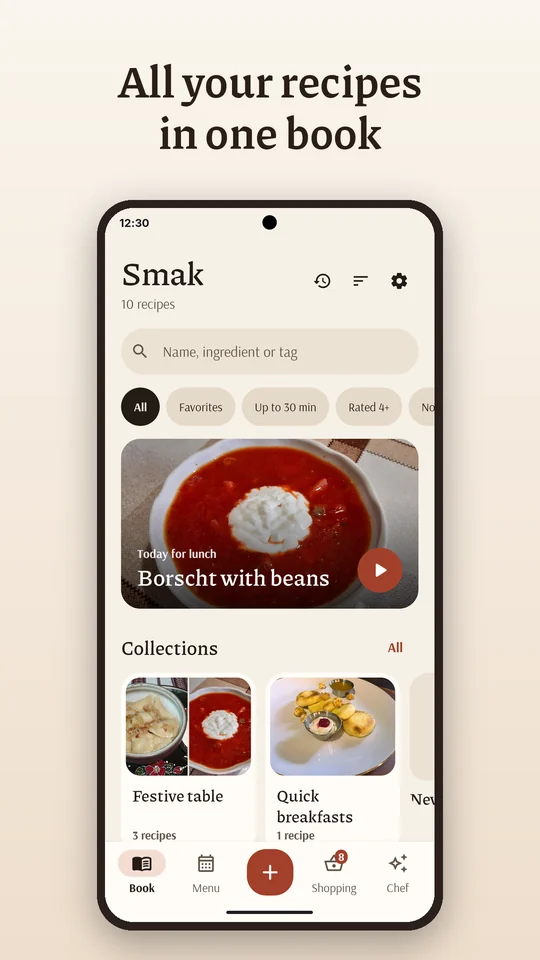 All your recipes
in one book
12:30
Smak
10 recipes
Name, ingredient or tag
All
Favorites
Up to 30 min
Rated 4+
No
Today for lunch
Borscht with beans
Collections
All
Festive table
3 recipes
Quick
breakfasts
1 recipe
Nev
Book
Menu
8
Shopping
Chef